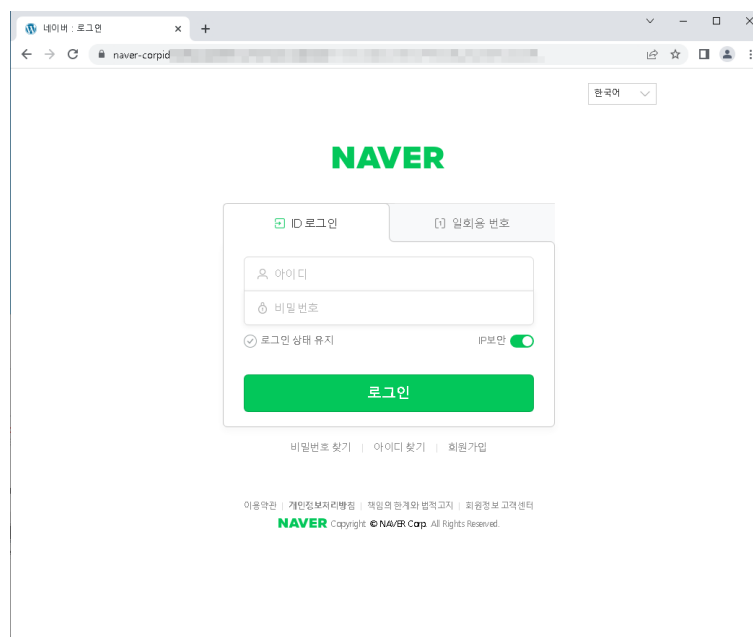 네이버 : 로그인
naver-corpid
한국어
NAVER
ID 로그인
일회용 번호
아이디
비밀번호
로그인 상태 유지
IP보안
로그인
비밀번호 찾기 | 아이디 찾기 | 회원가입
이용약관 | 개인정보처리방침 | 책임의 한계와 법적고지 | 회원정보 고객센터
NAVER Copyright © NAVER Corp. All Rights Reserved.